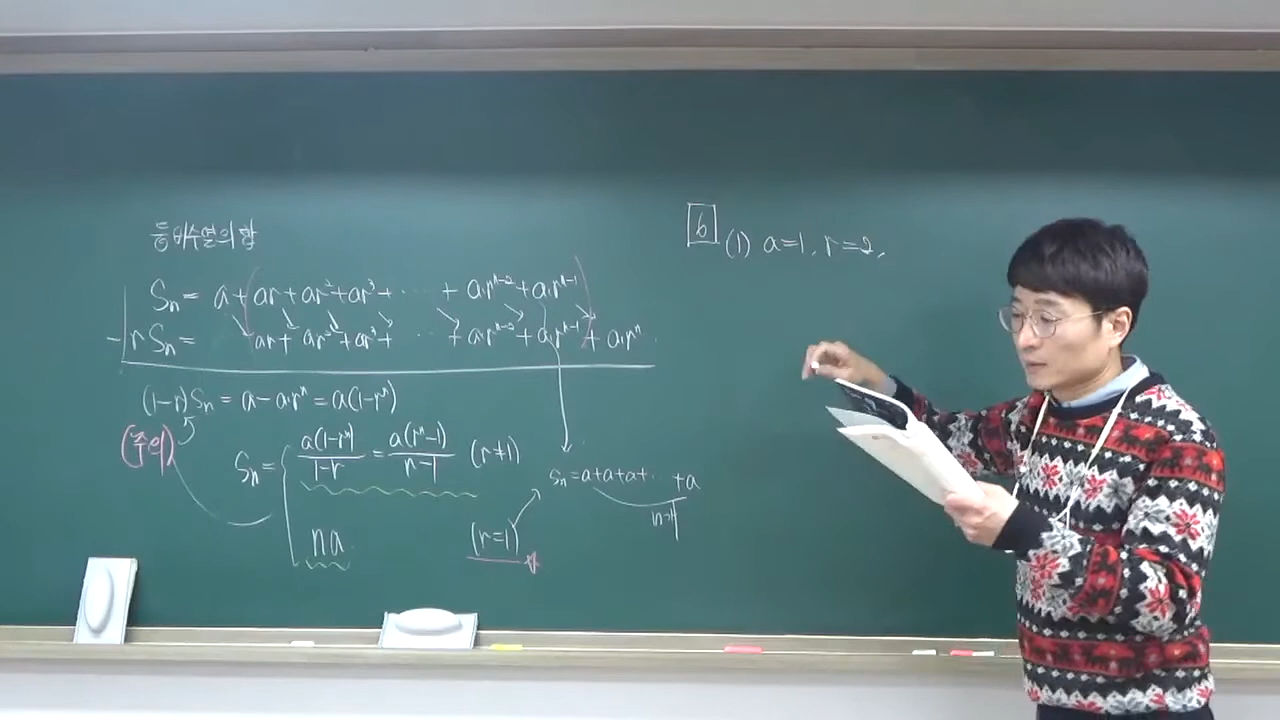 등비수열의 합
Sₙ = a + ar + ar² + ar³ + ⋯ + arⁿ⁻² + arⁿ⁻¹
- rSₙ = ar + ar² + ar³ + ⋯ + arⁿ⁻² + arⁿ⁻¹ + arⁿ
(1-r)Sₙ = a - arⁿ = a(1-rⁿ)
(주의)
Sₙ = { a(1-rⁿ)/(1-r) = a(rⁿ-1)/(r-1) (r≠1)
na (r=1)
Sₙ = a+a+a+⋯ +a
n개
6 (1) a=1, r=2,